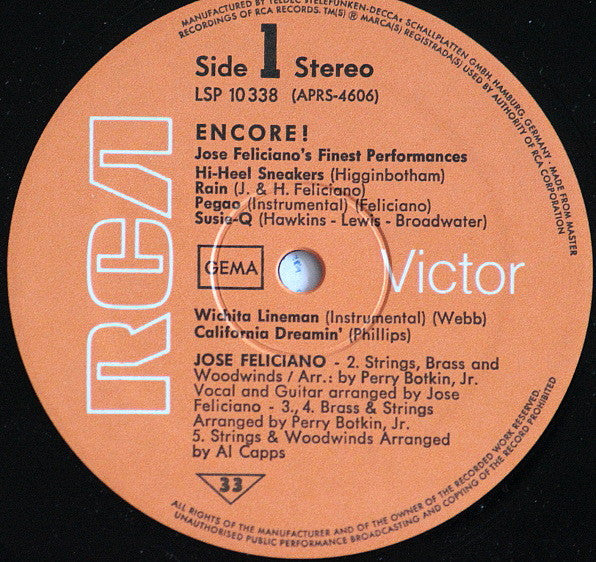 MANUFACTURED BY TELDEC »TELEFUNKEN-DECCA« SCHALLPLATTEN GMBH, HAMBURG, GERMANY - MADE FROM MASTER
RECORDINGS OF RCA RECORDS. TM(S) ® MARCA(S) REGISTRADA(S) USED BY AUTHORITY OF RCA CORPORATION
Side 1 Stereo
LSP 10 338 (APRS-4606)
ENCORE!
Jose Feliciano's Finest Performances
Hi-Heel Sneakers (Higginbotham)
Rain (J. & H. Feliciano)
Pegao (Instrumental) (Feliciano)
Susie-Q (Hawkins - Lewis - Broadwater)
RCA
GEMA
Victor
Wichita Lineman (Instrumental) (Webb)
California Dreamin' (Phillips)
JOSE FELICIANO - 2. Strings, Brass and
Woodwinds / Arr.: by Perry Botkin, Jr.
Vocal and Guitar arranged by Jose
Feliciano - 3., 4. Brass & Strings
Arranged by Perry Botkin, Jr.
5. Strings & Woodwinds Arranged
by Al Capps
33
ALL RIGHTS OF THE MANUFACTURER AND OF THE OWNER OF THE RECORDED WORK RESERVED.
UNAUTHORISED PUBLIC PERFORMANCE BROADCASTING AND COPYING OF THE RECORD PROHIBITED